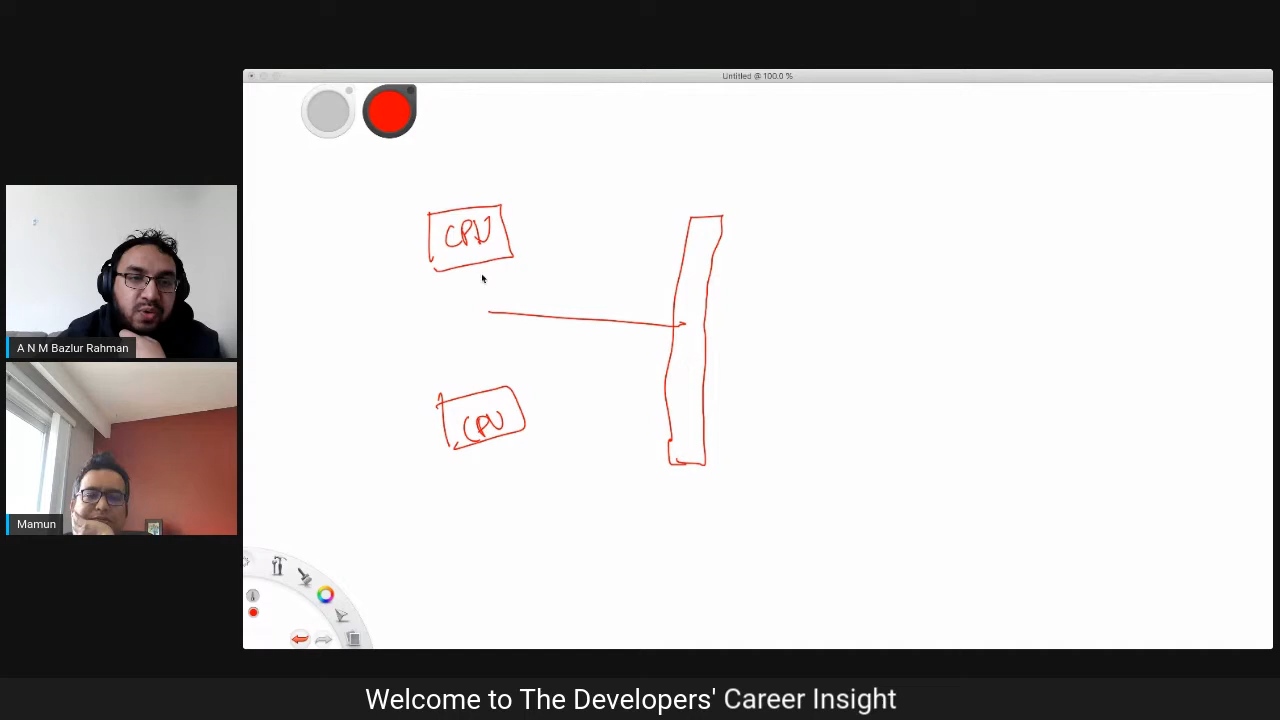 Untitled @ 100.0 %
CPU
CPU
A N M Bazlur Rahman
Mamun
Welcome to The Developers' Career Insight